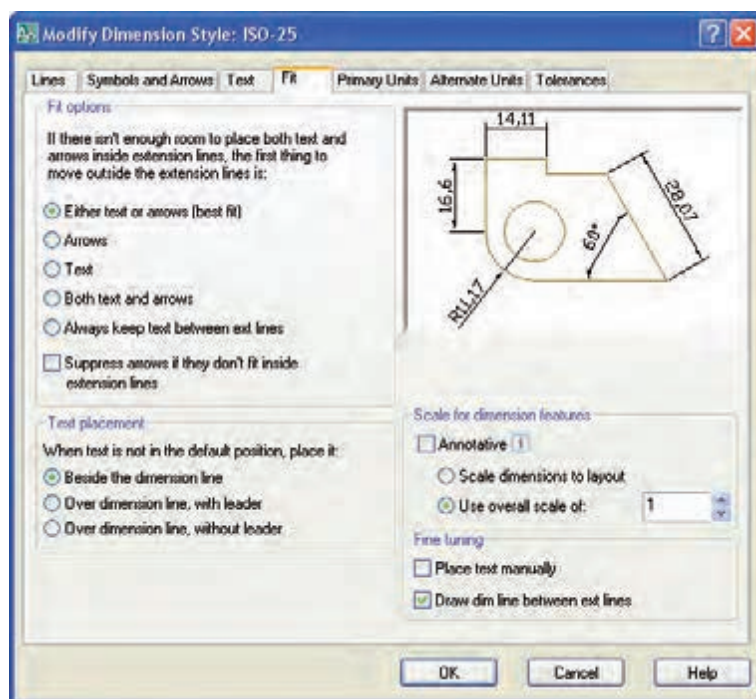 Modify Dimension Style: ISO-25
Lines Symbols and Arrows Text Fit Primary Units Alternate Units Tolerances
Fit options
If there isn't enough room to place both text and
arrows inside extension lines, the first thing to
move outside the extension lines is:
Either text or arrows (best fit)
Arrows
Text
Both text and arrows
Always keep text between ext lines
Suppress arrows if they don't fit inside
extension lines
Text placement
When text is not in the default position, place it:
Beside the dimension line
Over dimension line, with leader
Over dimension line, without leader
14,11
16,6
28,07
60°
R11,17
Scale for dimension features
Annotative
Scale dimensions to layout
Use overall scale of: 1
Fine tuning
Place text manually
Draw dim line between ext lines
OK Cancel Help